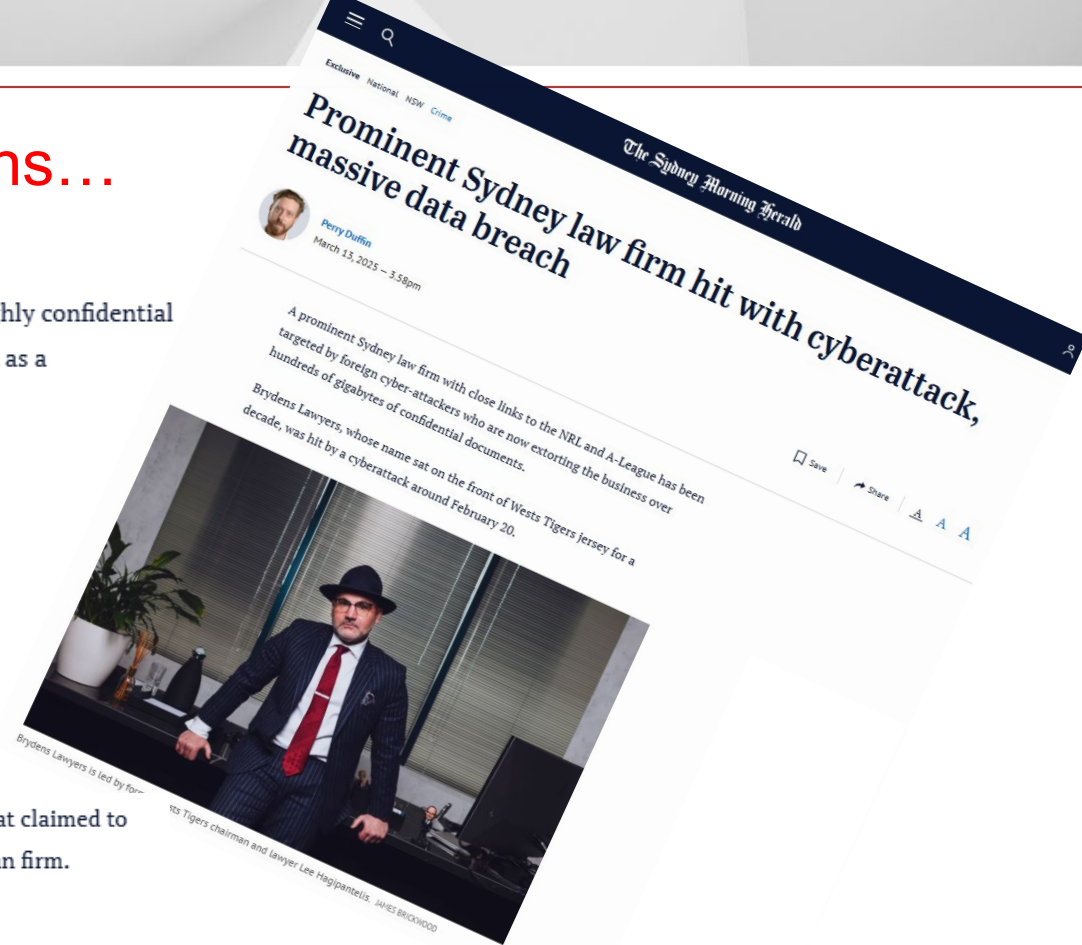 ns…
hly confidential
as a
at claimed to
n firm.
The Sydney Morning Herald
Exclusive National NSW Crime
Prominent Sydney law firm hit with cyberattack,
massive data breach
Perry Duffin
March 13, 2025 – 3.58pm
Save
Share
A A A
A prominent Sydney law firm with close links to the NRL and A-League has been
targeted by foreign cyber-attackers who are now extorting the business over
hundreds of gigabytes of confidential documents.
Brydens Lawyers, whose name sat on the front of Wests Tigers jersey for a
decade, was hit by a cyberattack around February 20.
Brydens Lawyers is led by for sts Tigers chairman and lawyer Lee Hagipantelis. JAMES BRICKWOOD